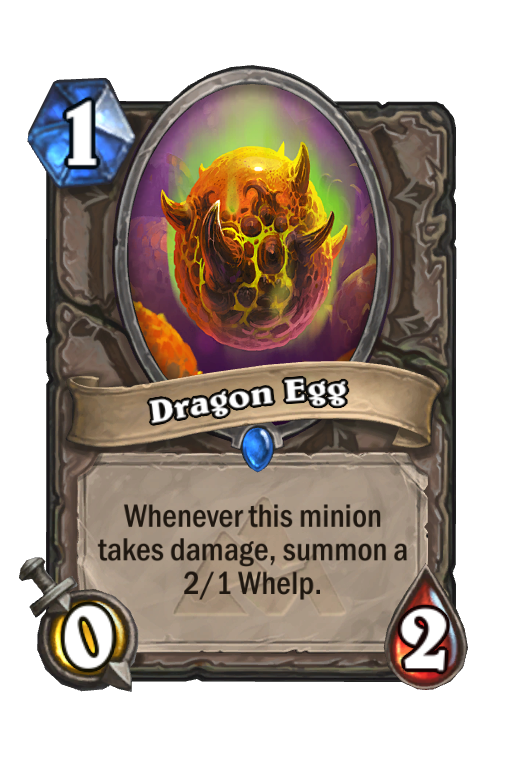 1
Dragon Egg
Whenever this minion
takes damage, summon a
2/1 Whelp.
0
2